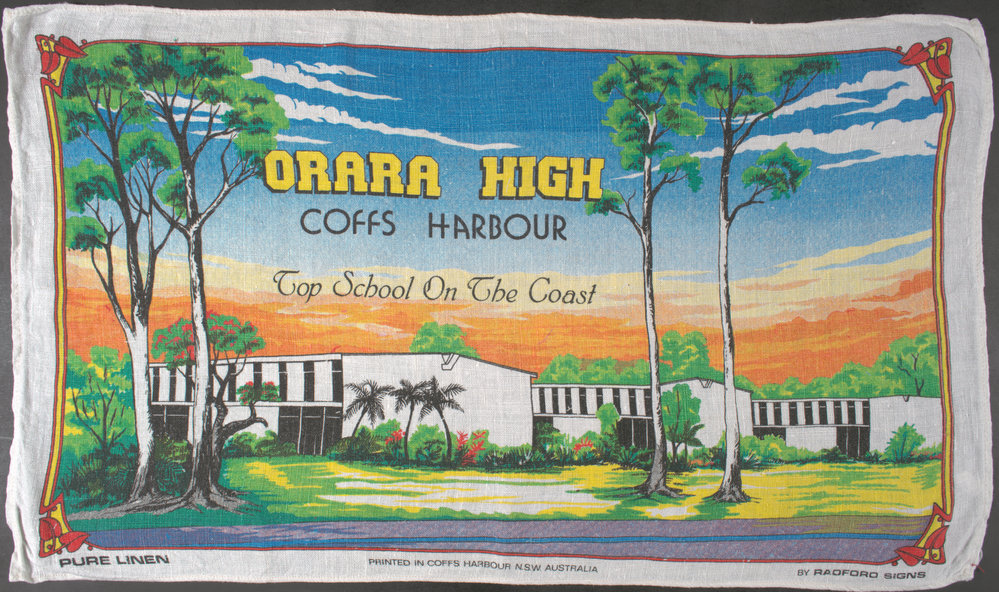 ORARA HIGH
COFFS HARBOUR
Top School On The Coast
PURE LINEN
PRINTED IN COFFS HARBOUR N.S.W. AUSTRALIA
BY RADFORD SIGNS